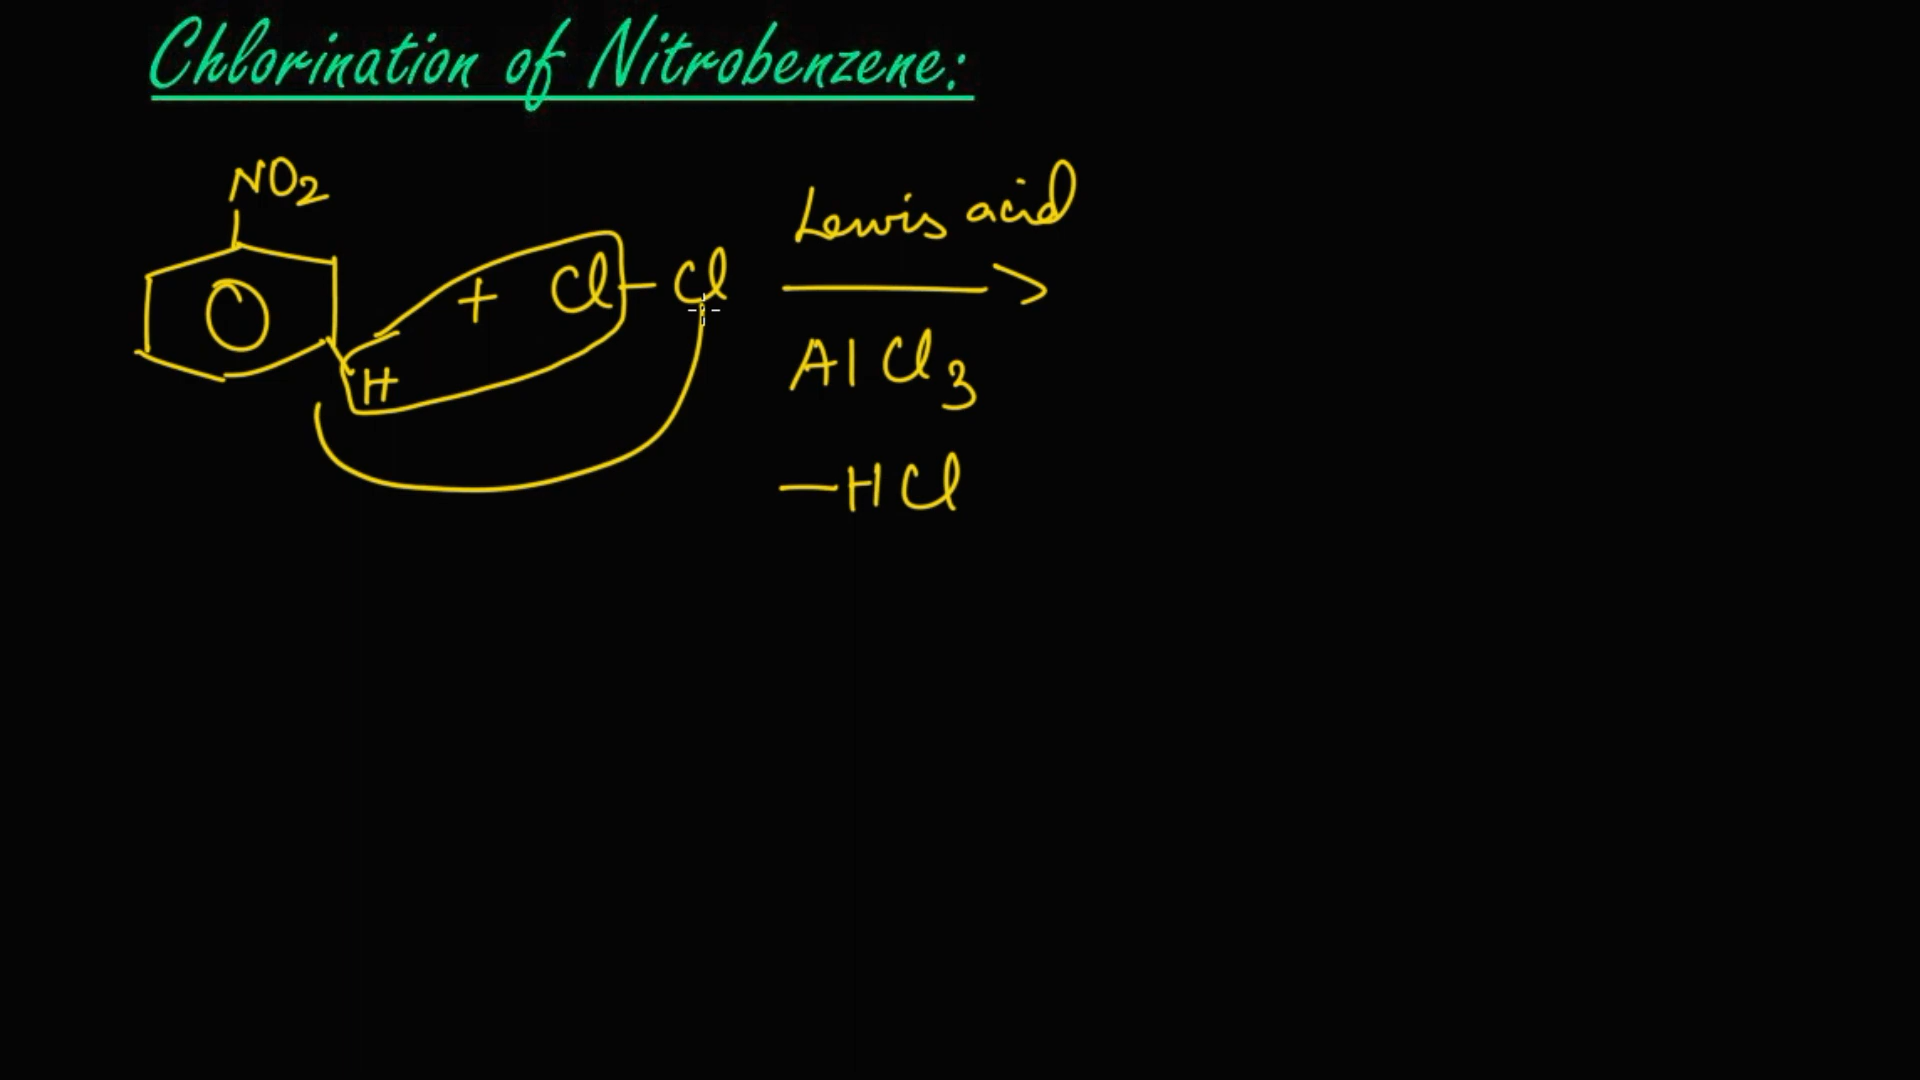 Chlorination of Nitrobenzene:
NO2
H + Cl-Cl
Lewis acid
AlCl3
-HCl